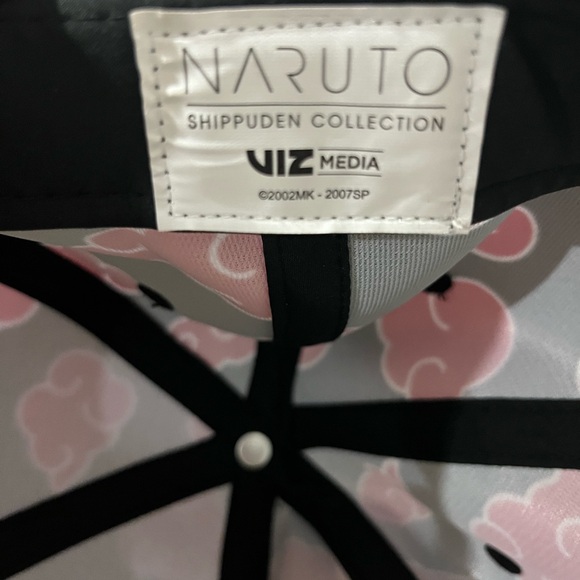 NARUTO
SHIPPUDEN COLLECTION
VIZ MEDIA
©2002MK - 2007SP